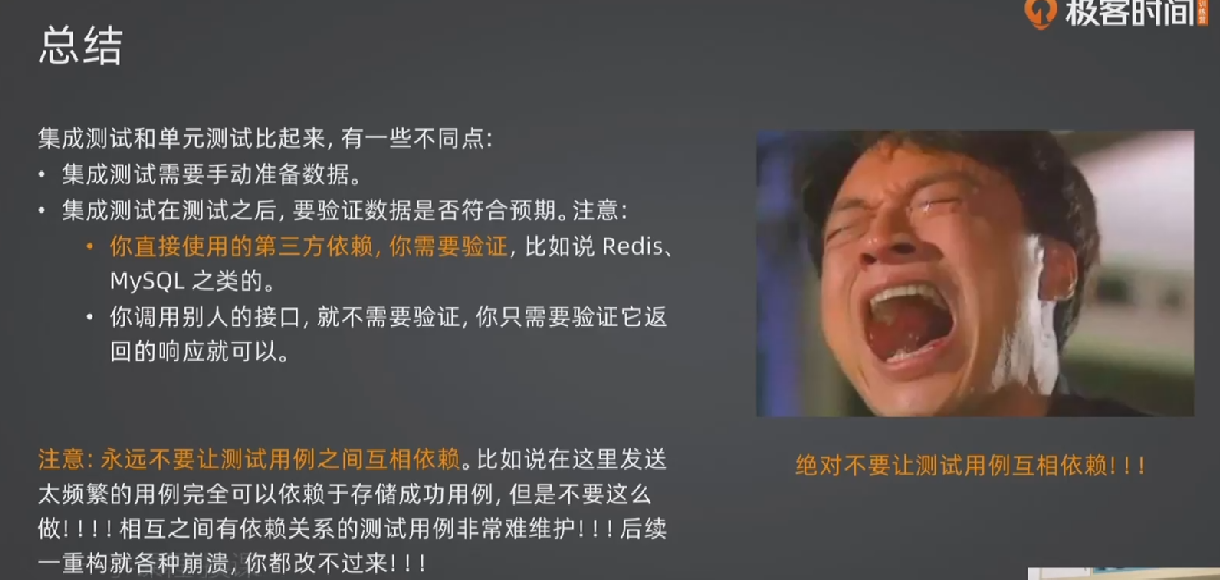 极客时间
训练营
总结
集成测试和单元测试比起来, 有一些不同点:
• 集成测试需要手动准备数据。
• 集成测试在测试之后, 要验证数据是否符合预期。注意:
• 你直接使用的第三方依赖, 你需要验证, 比如说 Redis、
MySQL 之类的。
• 你调用别人的接口, 就不需要验证, 你只需要验证它返
回的响应就可以。
注意: 永远不要让测试用例之间互相依赖。比如说在这里发送
太频繁的用例完全可以依赖于存储成功用例, 但是不要这么
做!!!! 相互之间有依赖关系的测试用例非常难维护!!! 后续
一重构就各种崩溃, 你都改不过来!!!
绝对不要让测试用例互相依赖!!!